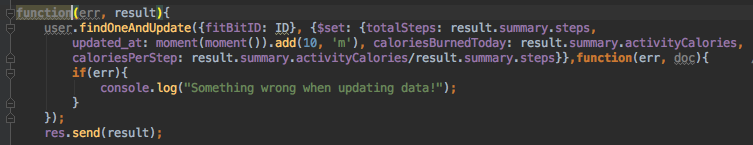 function(err, result){
user.findOneAndUpdate({fitBitID: ID}, {$set: {totalSteps: result.summary.steps,
updated_at: moment(moment()).add(10, 'm'), caloriesBurnedToday: result.summary.activityCalories,
caloriesPerStep: result.summary.activityCalories/result.summary.steps}},function(err, doc){
if(err){
console.log("Something wrong when updating data!");
}
});
res.send(result);